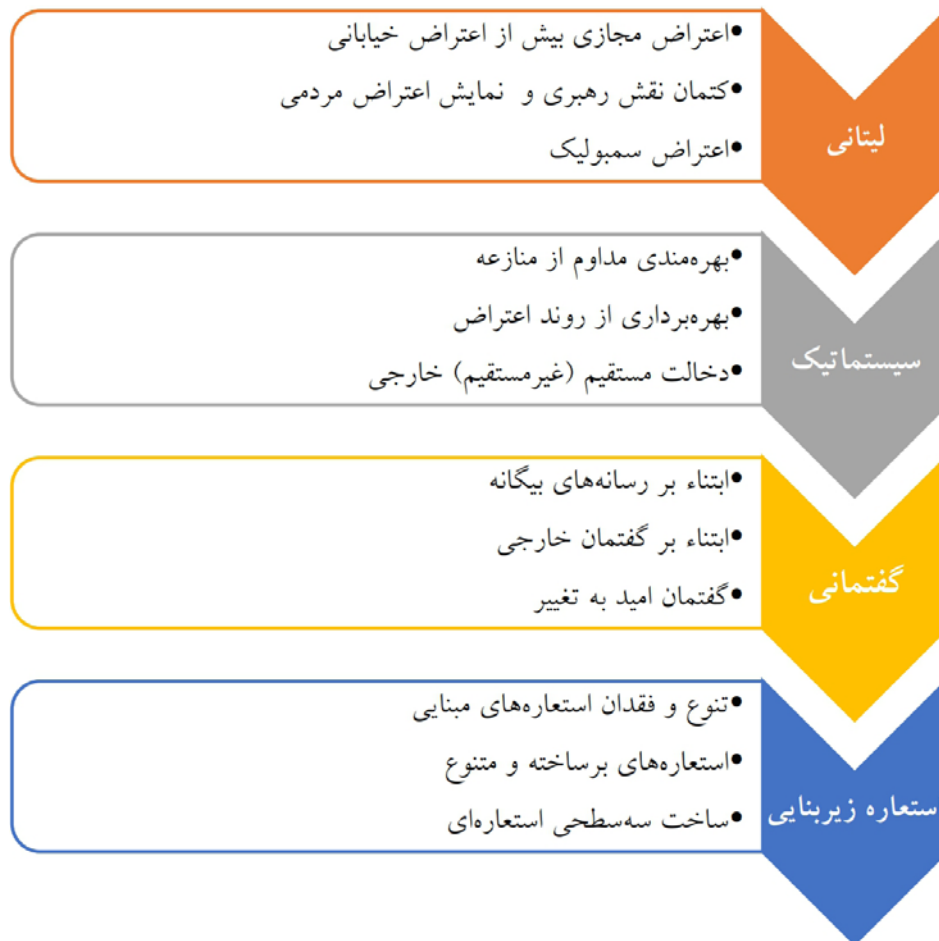 لیتانی
•اعتراض مجازی بیش از اعتراض خیابانی
•کتمان نقش رهبری و نمایش اعتراض مردمی
•اعتراض سمبولیک
سیستماتیک
•بهره‌مندی مداوم از منازعه
•بهره‌برداری از روند اعتراض
•دخالت مستقیم (غیرمستقیم) خارجی
گفتمانی
•ابتناء بر رسانه‌های بیگانه
•ابتناء بر گفتمان خارجی
•گفتمان امید به تغییر
ستعاره زیربنایی
•تنوع و فقدان استعاره‌های مبنایی
•استعاره‌های برساخته و متنوع
•ساخت سه‌سطحی استعاره‌ای